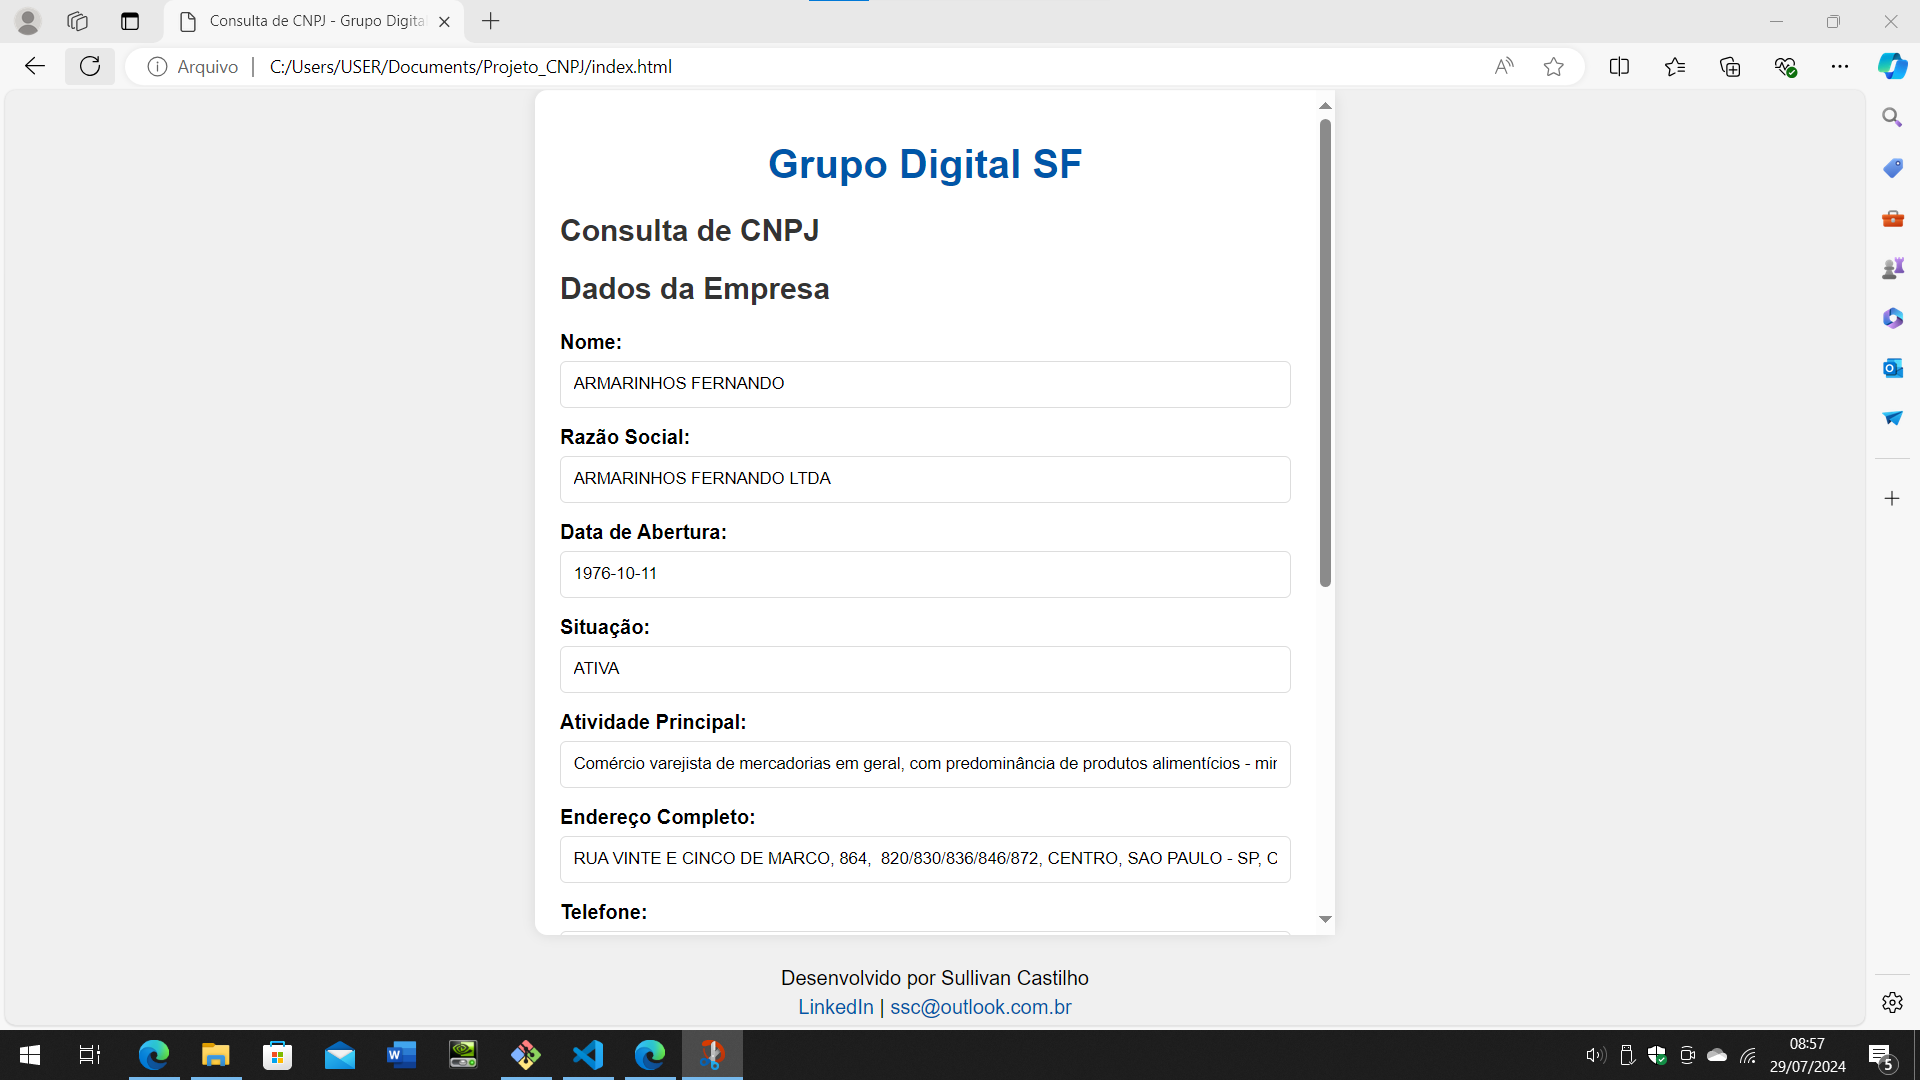 Consulta de CNPJ - Grupo Digita
Arquivo
C:/Users/USER/Documents/Projeto_CNPJ/index.html
Grupo Digital SF
Consulta de CNPJ
Dados da Empresa
Nome:
ARMARINHOS FERNANDO
Razão Social:
ARMARINHOS FERNANDO LTDA
Data de Abertura:
1976-10-11
Situação:
ATIVA
Atividade Principal:
Comércio varejista de mercadorias em geral, com predominância de produtos alimentícios - mir
Endereço Completo:
RUA VINTE E CINCO DE MARCO, 864,  820/830/836/846/872, CENTRO, SAO PAULO - SP, C
Telefone:
Desenvolvido por Sullivan Castilho
LinkedIn | ssc@outlook.com.br
08:57
29/07/2024
5